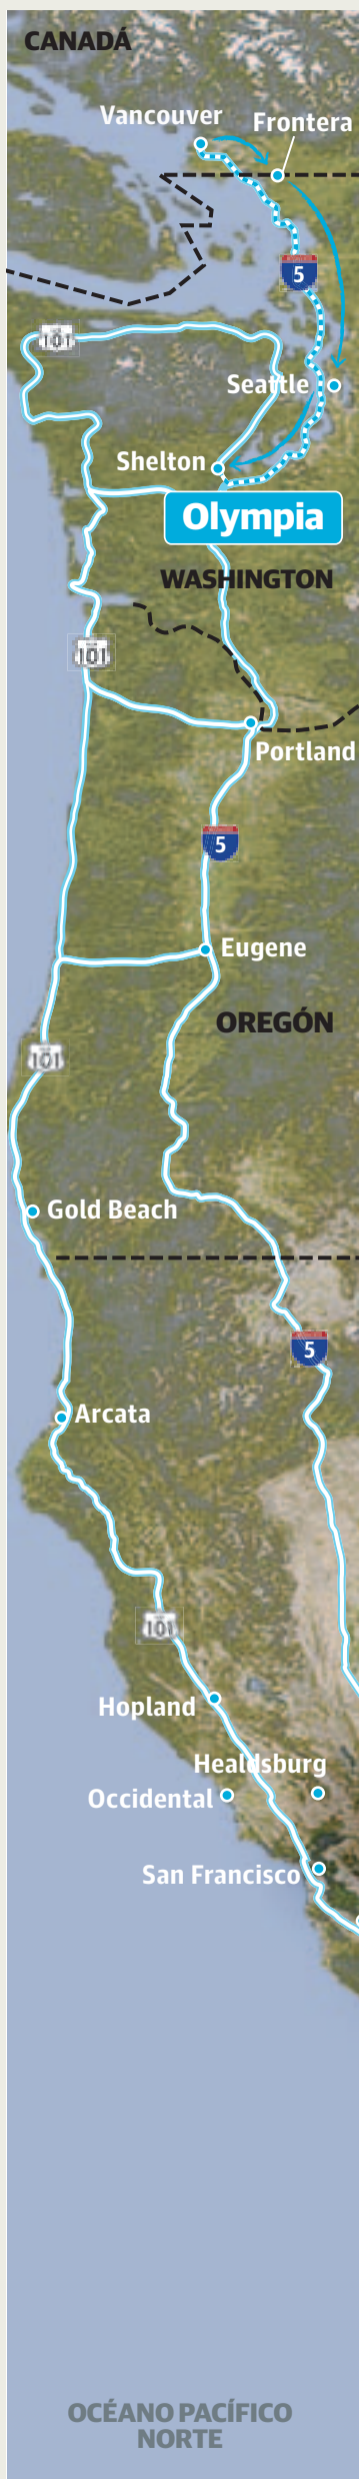 CANADÁ
Vancouver
Frontera
5
101
Seattle
Shelton
Olympia
WASHINGTON
101
Portland
5
Eugene
OREGÓN
101
Gold Beach
5
Arcata
101
Hopland
Healdsburg
Occidental
San Francisco
OCÉANO PACÍFICO
NORTE